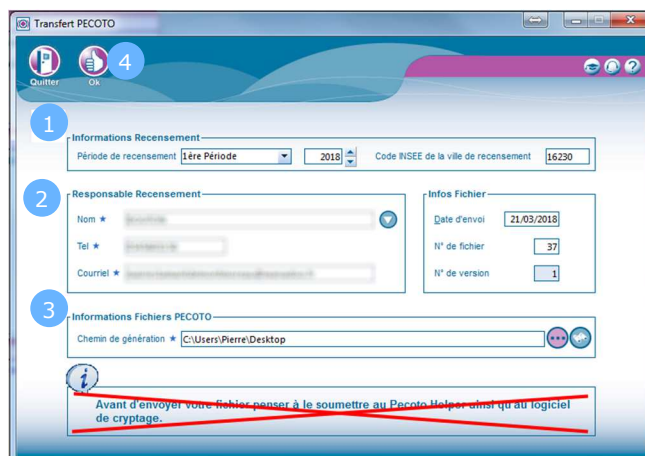 Transfert PECOTO
Quitter
Ok
4
1
Informations Recensement
Période de recensement 1ère Période 2018 Code INSEE de la ville de recensement 16230
2
Responsable Recensement
Infos Fichier
Nom ★
Date d'envoi 21/03/2018
Tel ★
N° de fichier 37
Courriel ★
N° de version 1
3
Informations Fichiers PECOTO
Chemin de génération ★ C:\Users\Pierre\Desktop
i
Avant d'envoyer votre fichier penser à le soumettre au Pecoto Helper ainsi qu'au logiciel
de cryptage.